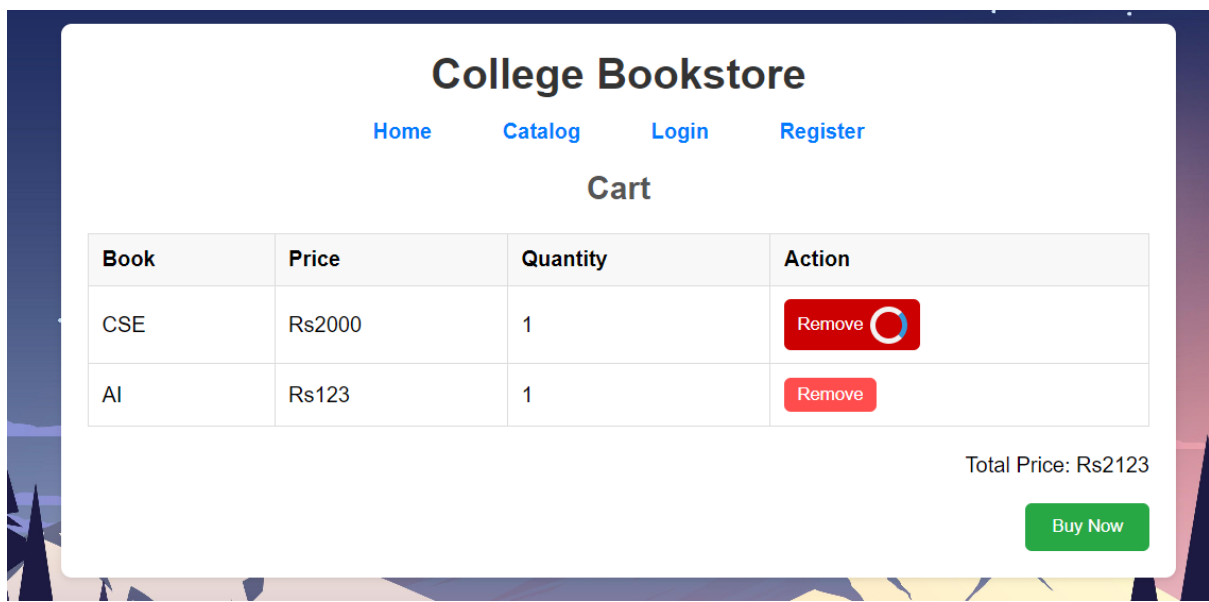 College Bookstore
Home Catalog Login Register
Cart
Book Price Quantity Action
CSE Rs2000 1 Remove
AI Rs123 1 Remove
Total Price: Rs2123
Buy Now